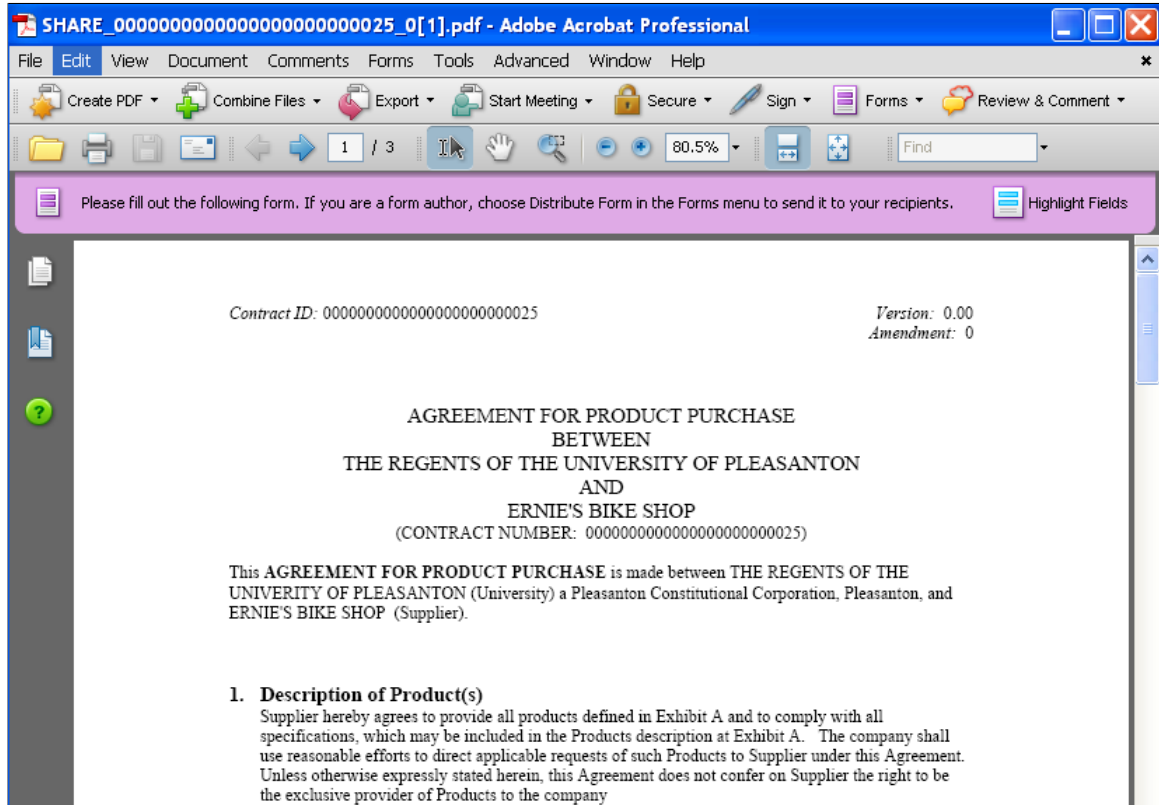 SHARE_0000000000000000000000025_0[1].pdf - Adobe Acrobat Professional
File Edit View Document Comments Forms Tools Advanced Window Help
Create PDF Combine Files Export Start Meeting Secure Sign Forms Review & Comment
1 / 3 80.5% Find
Please fill out the following form. If you are a form author, choose Distribute Form in the Forms menu to send it to your recipients. Highlight Fields
Contract ID: 0000000000000000000000025 Version: 0.00
Amendment: 0
AGREEMENT FOR PRODUCT PURCHASE
BETWEEN
THE REGENTS OF THE UNIVERSITY OF PLEASANTON
AND
ERNIE'S BIKE SHOP
(CONTRACT NUMBER: 0000000000000000000000025)
This AGREEMENT FOR PRODUCT PURCHASE is made between THE REGENTS OF THE
UNIVERITY OF PLEASANTON (University) a Pleasanton Constitutional Corporation, Pleasanton, and
ERNIE'S BIKE SHOP (Supplier).
1. Description of Product(s)
Supplier hereby agrees to provide all products defined in Exhibit A and to comply with all
specifications, which may be included in the Products description at Exhibit A. The company shall
use reasonable efforts to direct applicable requests of such Products to Supplier under this Agreement.
Unless otherwise expressly stated herein, this Agreement does not confer on Supplier the right to be
the exclusive provider of Products to the company